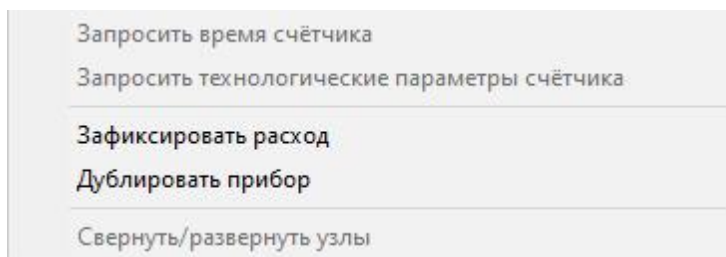 Запросить время счётчика
Запросить технологические параметры счётчика
Зафиксировать расход
Дублировать прибор
Свернуть/развернуть узлы